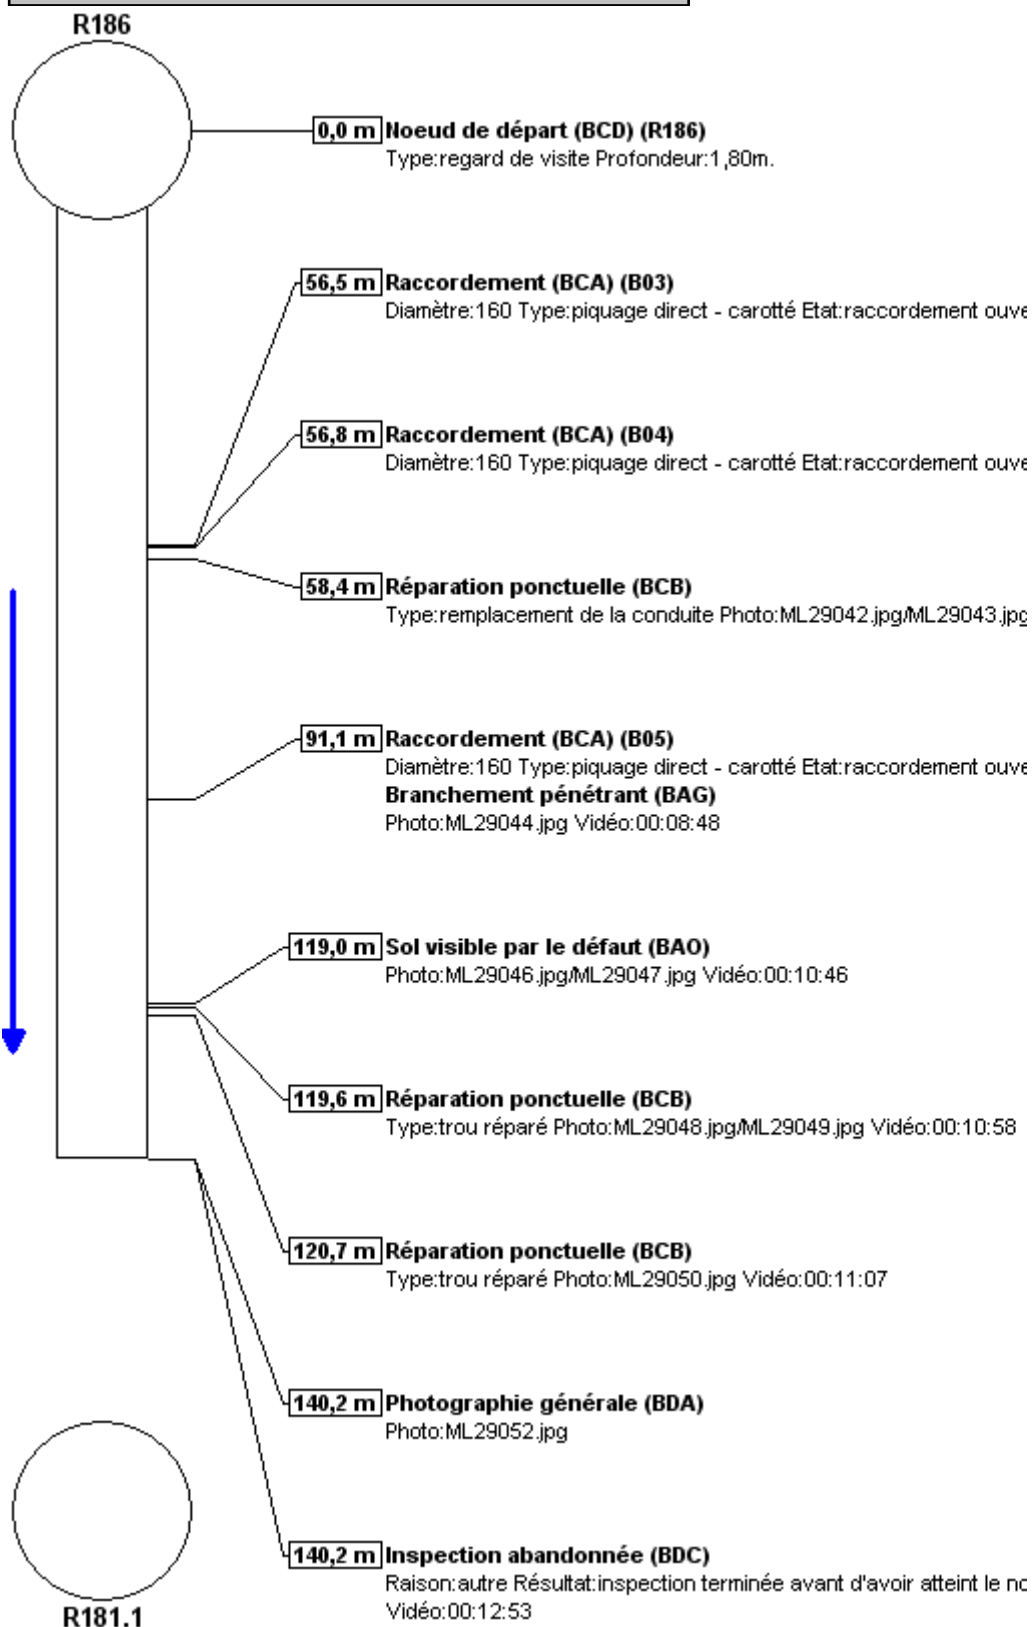 R186
0,0 m Noeud de départ (BCD) (R186)
Type:regard de visite Profondeur:1,80m.
56,5 m Raccordement (BCA) (B03)
Diamètre:160 Type:piquage direct - carotté Etat:raccordement ouve
56,8 m Raccordement (BCA) (B04)
Diamètre:160 Type:piquage direct - carotté Etat:raccordement ouve
58,4 m Réparation ponctuelle (BCB)
Type:remplacement de la conduite Photo:ML29042.jpg/ML29043.jpg
91,1 m Raccordement (BCA) (B05)
Diamètre:160 Type:piquage direct - carotté Etat:raccordement ouve
Branchement pénétrant (BAG)
Photo:ML29044.jpg Vidéo:00:08:48
119,0 m Sol visible par le défaut (BAO)
Photo:ML29046.jpg/ML29047.jpg Vidéo:00:10:46
119,6 m Réparation ponctuelle (BCB)
Type:trou réparé Photo:ML29048.jpg/ML29049.jpg Vidéo:00:10:58
120,7 m Réparation ponctuelle (BCB)
Type:trou réparé Photo:ML29050.jpg Vidéo:00:11:07
140,2 m Photographie générale (BDA)
Photo:ML29052.jpg
140,2 m Inspection abandonnée (BDC)
Raison:autre Résultat:inspection terminée avant d'avoir atteint le no
Vidéo:00:12:53
R181.1